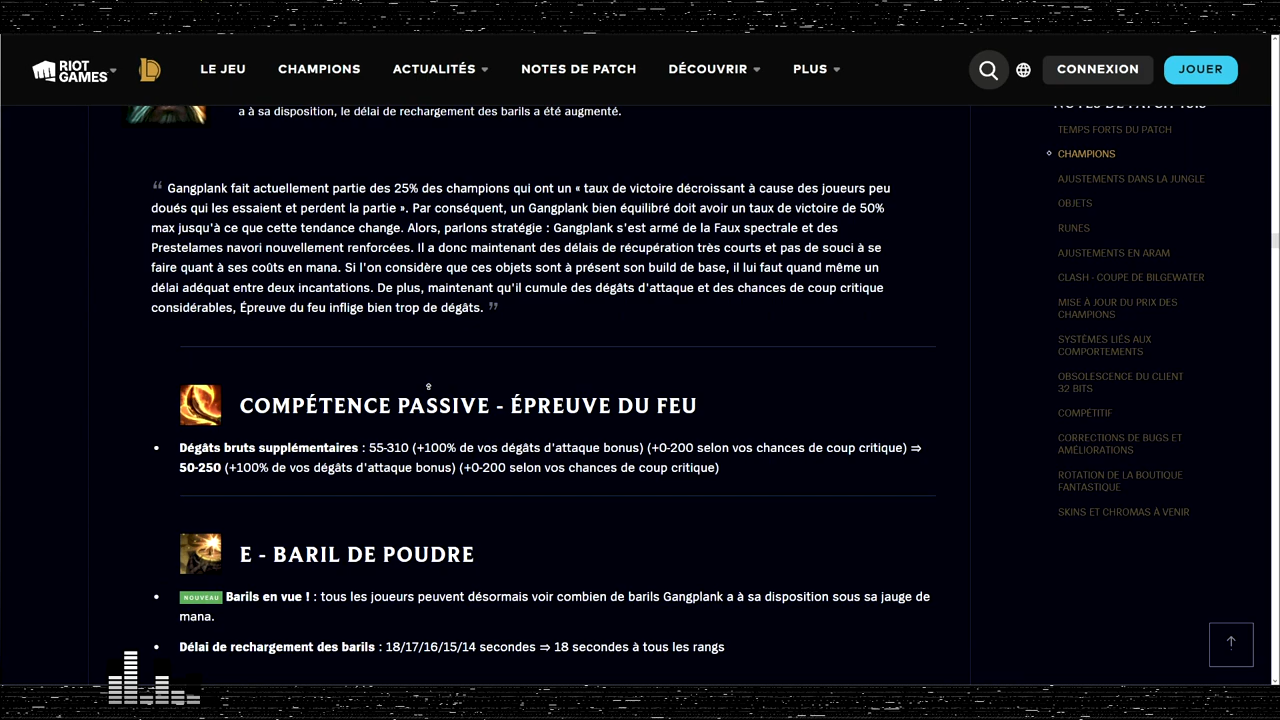 RIOT GAMES
LE JEU
CHAMPIONS
ACTUALITÉS
NOTES DE PATCH
DÉCOUVRIR
PLUS
CONNEXION
JOUER
a à sa disposition, le délai de rechargement des barils a été augmenté.
“ Gangplank fait actuellement partie des 25% des champions qui ont un « taux de victoire décroissant à cause des joueurs peu
doués qui les essaient et perdent la partie ». Par conséquent, un Gangplank bien équilibré doit avoir un taux de victoire de 50%
max jusqu'à ce que cette tendance change. Alors, parlons stratégie : Gangplank s'est armé de la Faux spectrale et des
Prestelames navori nouvellement renforcées. Il a donc maintenant des délais de récupération très courts et pas de souci à se
faire quant à ses coûts en mana. Si l'on considère que ces objets sont à présent son build de base, il lui faut quand même un
délai adéquat entre deux incantations. De plus, maintenant qu'il cumule des dégâts d'attaque et des chances de coup critique
considérables, Épreuve du feu inflige bien trop de dégâts. ”
COMPÉTENCE PASSIVE - ÉPREUVE DU FEU
• Dégâts bruts supplémentaires : 55-310 (+100% de vos dégâts d'attaque bonus) (+0-200 selon vos chances de coup critique) ⇒
50-250 (+100% de vos dégâts d'attaque bonus) (+0-200 selon vos chances de coup critique)
E - BARIL DE POUDRE
• NOUVEAU Barils en vue ! : tous les joueurs peuvent désormais voir combien de barils Gangplank a à sa disposition sous sa jauge de
mana.
• Délai de rechargement des barils : 18/17/16/15/14 secondes ⇒ 18 secondes à tous les rangs
TEMPS FORTS DU PATCH
CHAMPIONS
AJUSTEMENTS DANS LA JUNGLE
OBJETS
RUNES
AJUSTEMENTS EN ARAM
CLASH - COUPE DE BILGEWATER
MISE À JOUR DU PRIX DES
CHAMPIONS
SYSTÈMES LIÉS AUX
COMPORTEMENTS
OBSOLESCENCE DU CLIENT
32 BITS
COMPÉTITIF
CORRECTIONS DE BUGS ET
AMÉLIORATIONS
ROTATION DE LA BOUTIQUE
FANTASTIQUE
SKINS ET CHROMAS À VENIR